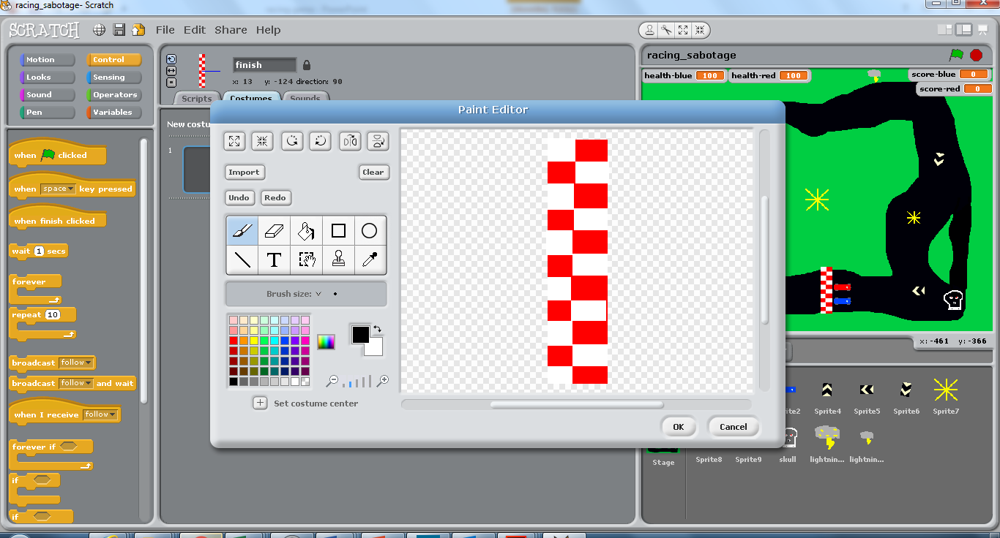 racing_sabotage- Scratch
SCRATCH File Edit Share Help
Motion Control
Looks Sensing
Sound Operators
Pen Variables
when clicked
when space key pressed
when finish clicked
wait 1 secs
forever
repeat 10
broadcast follow
broadcast follow and wait
when I receive follow
forever if
if
if
finish
x: 13 y: -124 direction: 90
Scripts Costumes Sounds
New costu
1
Paint Editor
Import Clear
Undo Redo
T
Brush size:
Set costume center
OK Cancel
racing_sabotage
health-blue 100 health-red 100 score-blue 0
score-red 0
x: -461 y: -366
ite2 Sprite4 Sprite5 Sprite6 Sprite7
Stage Sprite8 Sprite9 skull lightnin... lightnin...